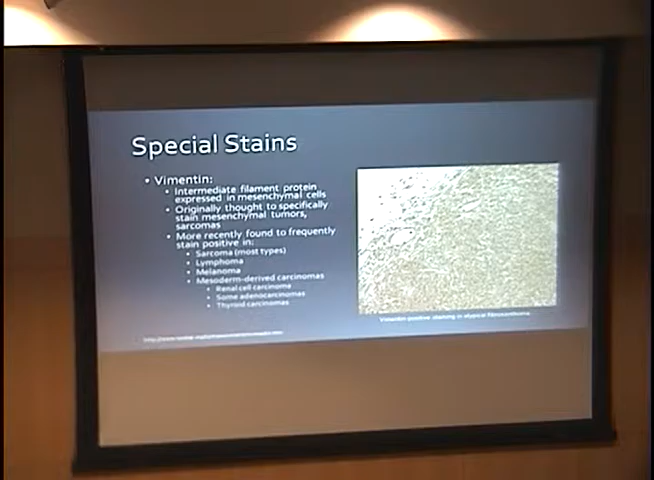 Special Stains
• Vimentin:
• Intermediate filament protein
expressed in mesenchymal cells
• Originally thought to specifically
stain mesenchymal tumors,
sarcomas
• More recently found to frequently
stain positive in:
• Sarcoma (most types)
• Lymphoma
• Melanoma
• Mesoderm-derived carcinomas
• Renal cell carcinoma
• Some adenocarcinomas
• Thyroid carcinomas
Vimentin positive staining in atypical fibroxanthoma.